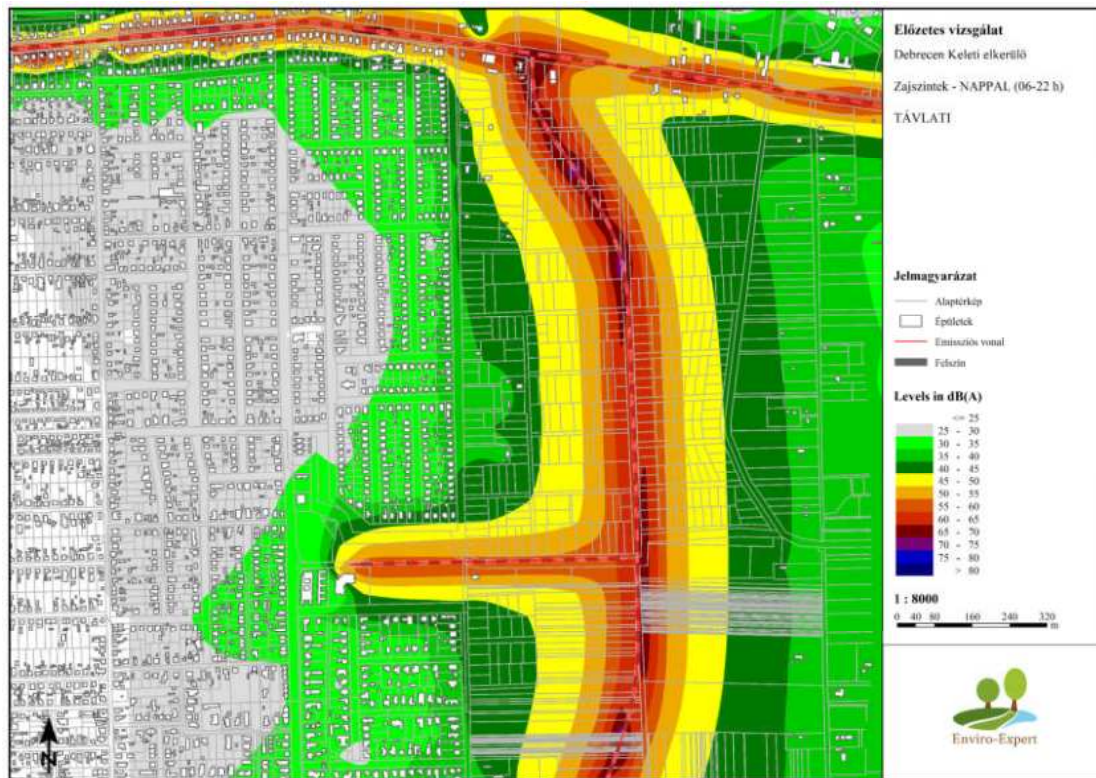 Előzetes vizsgálat
Debrecen Keleti elkerülő
Zajszintek - NAPPAL (06-22 h)
TÁVLATI
Jelmagyarázat
Alaptérkép
Épületek
Emissziós vonal
Felszín
Levels in dB(A)
<= 25
25 - 30
30 - 35
35 - 40
40 - 45
45 - 50
50 - 55
55 - 60
60 - 65
65 - 70
70 - 75
75 - 80
> 80
1 : 8000
0 40 80 160 240 320
m
Enviro-Expert
N